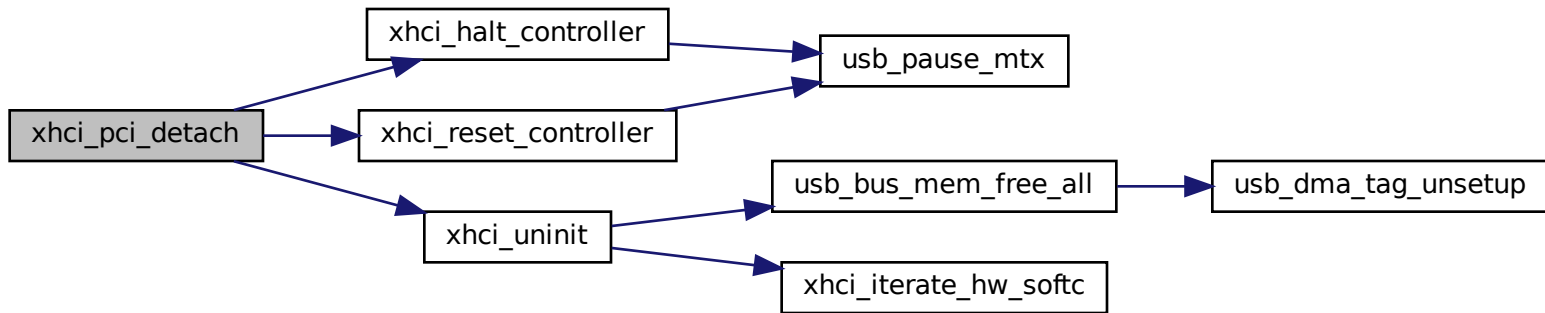 xhci_halt_controller
usb_pause_mtx
xhci_pci_detach
xhci_reset_controller
usb_bus_mem_free_all
usb_dma_tag_unsetup
xhci_uninit
xhci_iterate_hw_softc